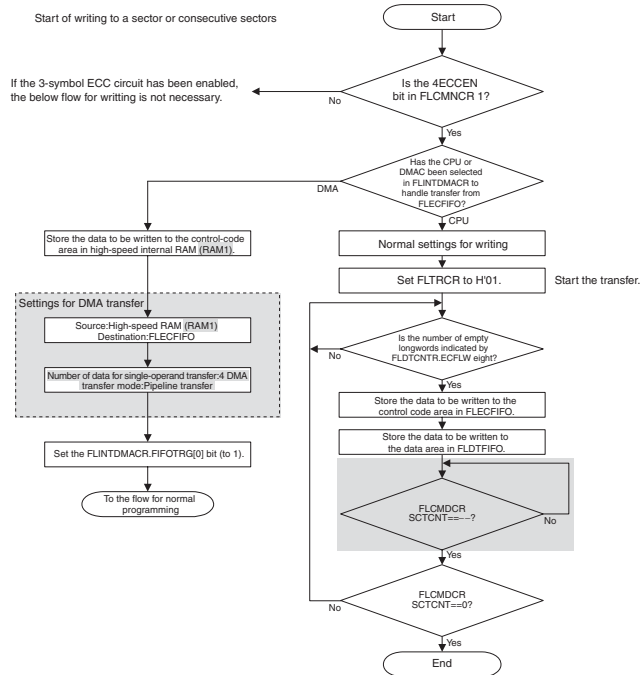 Start of writing to a sector or consecutive sectors
Start
If the 3-symbol ECC circuit has been enabled,
the below flow for writting is not necessary.
Is the 4ECCEN
bit in FLCMNCR 1?
No
Yes
Has the CPU or
DMAC been selected
in FLINTDMACR to
handle transfer from
FLECFIFO?
DMA
CPU
Store the data to be written to the control-code
area in high-speed internal RAM (RAM1).
Settings for DMA transfer
Source:High-speed RAM (RAM1)
Destination:FLECFIFO
Number of data for single-operand transfer:4 DMA
transfer mode:Pipeline transfer
Set the FLINTDMACR.FIFOTRG[0] bit (to 1).
To the flow for normal
programming
Normal settings for writing
Set FLTRCR to H'01.
Start the transfer.
Is the number of empty
longwords indicated by
FLDTCNTR.ECFLW eight?
No
Yes
Store the data to be written to the
control code area in FLECFIFO.
Store the data to be written to
the data area in FLDTFIFO.
FLCMDCR
SCTCNT==−−?
No
Yes
FLCMDCR
SCTCNT==0?
No
Yes
End